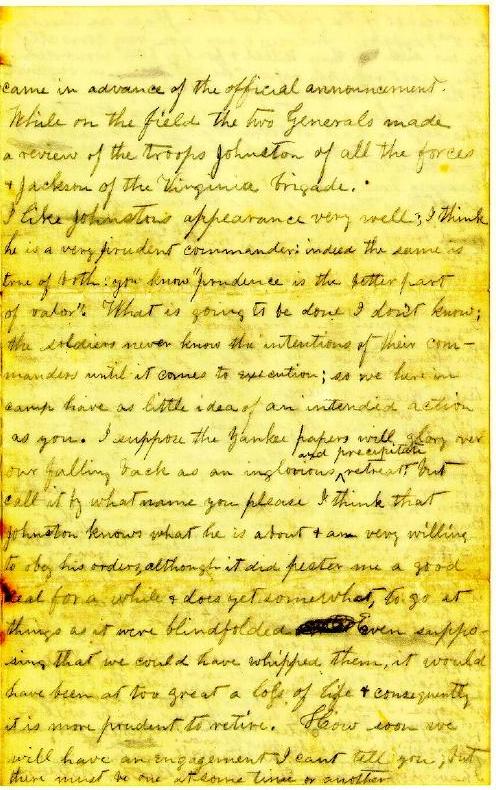 came in advance of the official announcement.
While on the field the two Generals made
a review of the troops Johnston of all the forces
& Jackson of the Virginia brigade.
I like Johnstons appearance very well; I think
he is a very prudent commander: indeed the same is
true of both: you know "prudence is the better part
of valor". What is going to be done I don't know;
the soldiers never know the intentions of their com-
manders until it comes to execution; so we here in
camp have as little idea of an intended action
as you. I suppose the Yankee papers will glory over
and precipitate
our falling back as an inglorious, retreat but
call it by what name you please I think that
Johnston knows what he is about & am very willing
to obey his orders, although it did pester me a good
deal for a while & does yet somewhat, to go at
things as it were blindfolded Even suppo-
sing that we could have whipped them, it would
have been at too great a loss of life & consequently
it is more prudent to retire. How soon we
will have an engagement I cant tell you, but
there must be one at some time or another